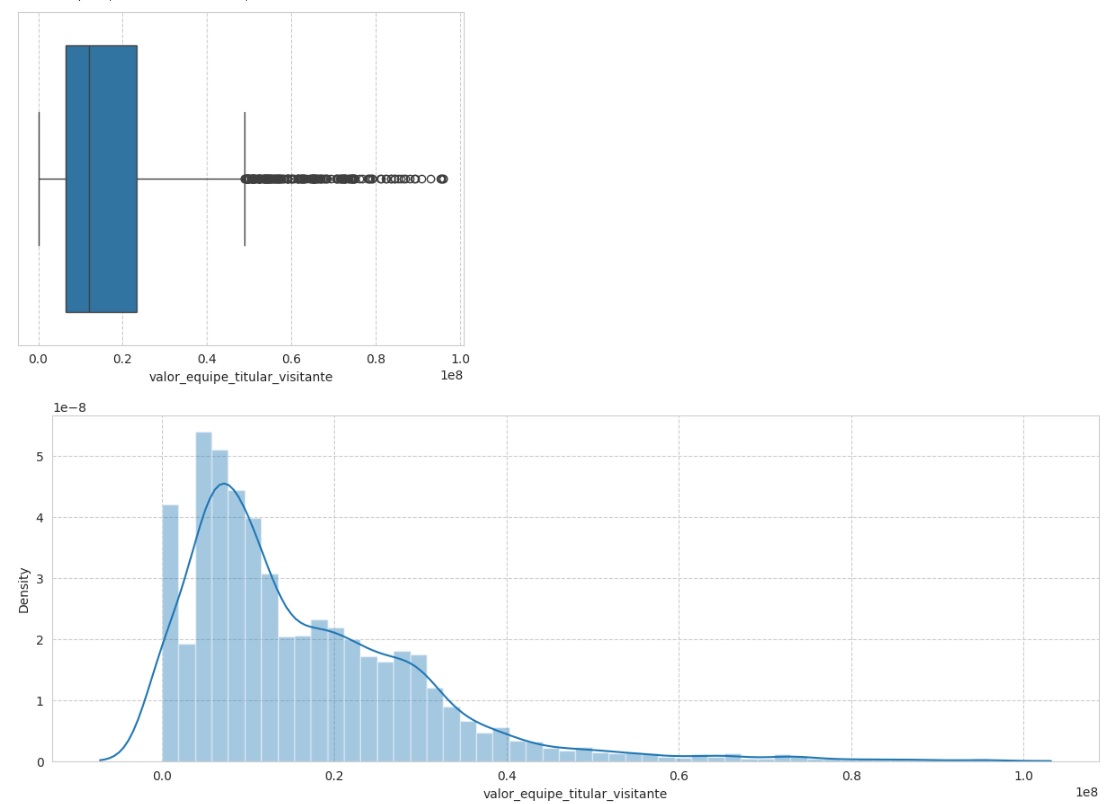 0.0 0.2 0.4 0.6 0.8 1.0
valor_equipe_titular_visitante
1e8
1e−8
5
4
3
2
1
0
Density
0.0 0.2 0.4 0.6 0.8 1.0
valor_equipe_titular_visitante
1e8